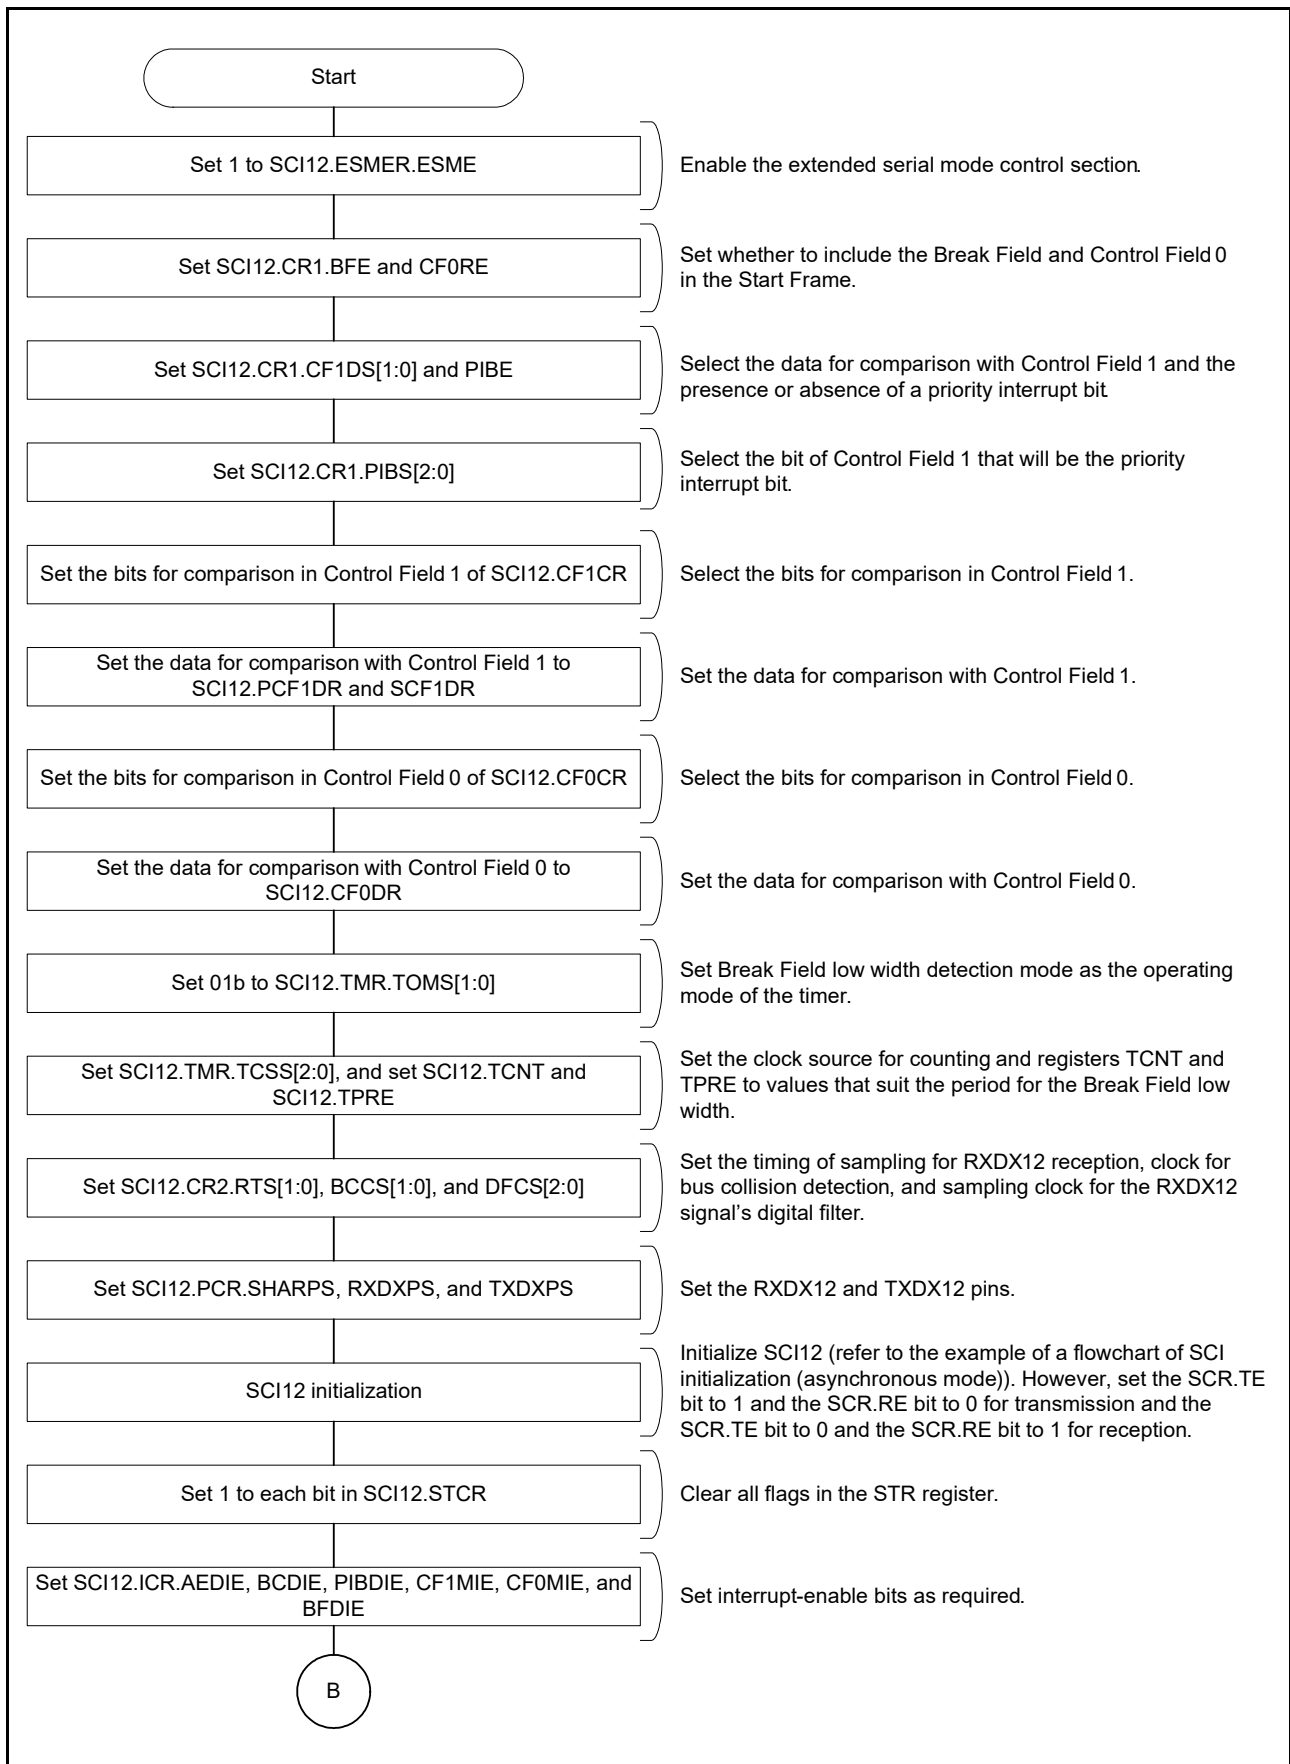 Start
Set 1 to SCI12.ESMER.ESME
Enable the extended serial mode control section.
Set SCI12.CR1.BFE and CF0RE
Set whether to include the Break Field and Control Field 0
in the Start Frame.
Set SCI12.CR1.CF1DS[1:0] and PIBE
Select the data for comparison with Control Field 1 and the
presence or absence of a priority interrupt bit.
Set SCI12.CR1.PIBS[2:0]
Select the bit of Control Field 1 that will be the priority
interrupt bit.
Set the bits for comparison in Control Field 1 of SCI12.CF1CR
Select the bits for comparison in Control Field 1.
Set the data for comparison with Control Field 1 to
SCI12.PCF1DR and SCF1DR
Set the data for comparison with Control Field 1.
Set the bits for comparison in Control Field 0 of SCI12.CF0CR
Select the bits for comparison in Control Field 0.
Set the data for comparison with Control Field 0 to
SCI12.CF0DR
Set the data for comparison with Control Field 0.
Set 01b to SCI12.TMR.TOMS[1:0]
Set Break Field low width detection mode as the operating
mode of the timer.
Set SCI12.TMR.TCSS[2:0], and set SCI12.TCNT and
SCI12.TPRE
Set the clock source for counting and registers TCNT and
TPRE to values that suit the period for the Break Field low
width.
Set SCI12.CR2.RTS[1:0], BCCS[1:0], and DFCS[2:0]
Set the timing of sampling for RXDX12 reception, clock for
bus collision detection, and sampling clock for the RXDX12
signal's digital filter.
Set SCI12.PCR.SHARPS, RXDXPS, and TXDXPS
Set the RXDX12 and TXDX12 pins.
SCI12 initialization
Initialize SCI12 (refer to the example of a flowchart of SCI
initialization (asynchronous mode)). However, set the SCR.TE
bit to 1 and the SCR.RE bit to 0 for transmission and the
SCR.TE bit to 0 and the SCR.RE bit to 1 for reception.
Set 1 to each bit in SCI12.STCR
Clear all flags in the STR register.
Set SCI12.ICR.AEDIE, BCDIE, PIBDIE, CF1MIE, CF0MIE, and
BFDIE
Set interrupt-enable bits as required.
B